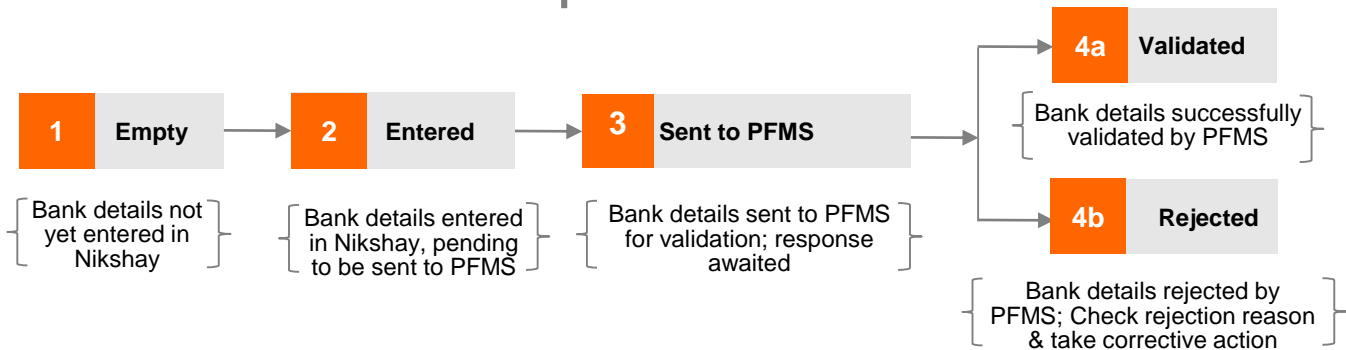 1 Empty
Bank details not
yet entered in
Nikshay
2 Entered
Bank details entered
in Nikshay, pending
to be sent to PFMS
3 Sent to PFMS
Bank details sent to PFMS
for validation; response
awaited
4a Validated
Bank details successfully
validated by PFMS
4b Rejected
Bank details rejected by
PFMS; Check rejection reason
& take corrective action